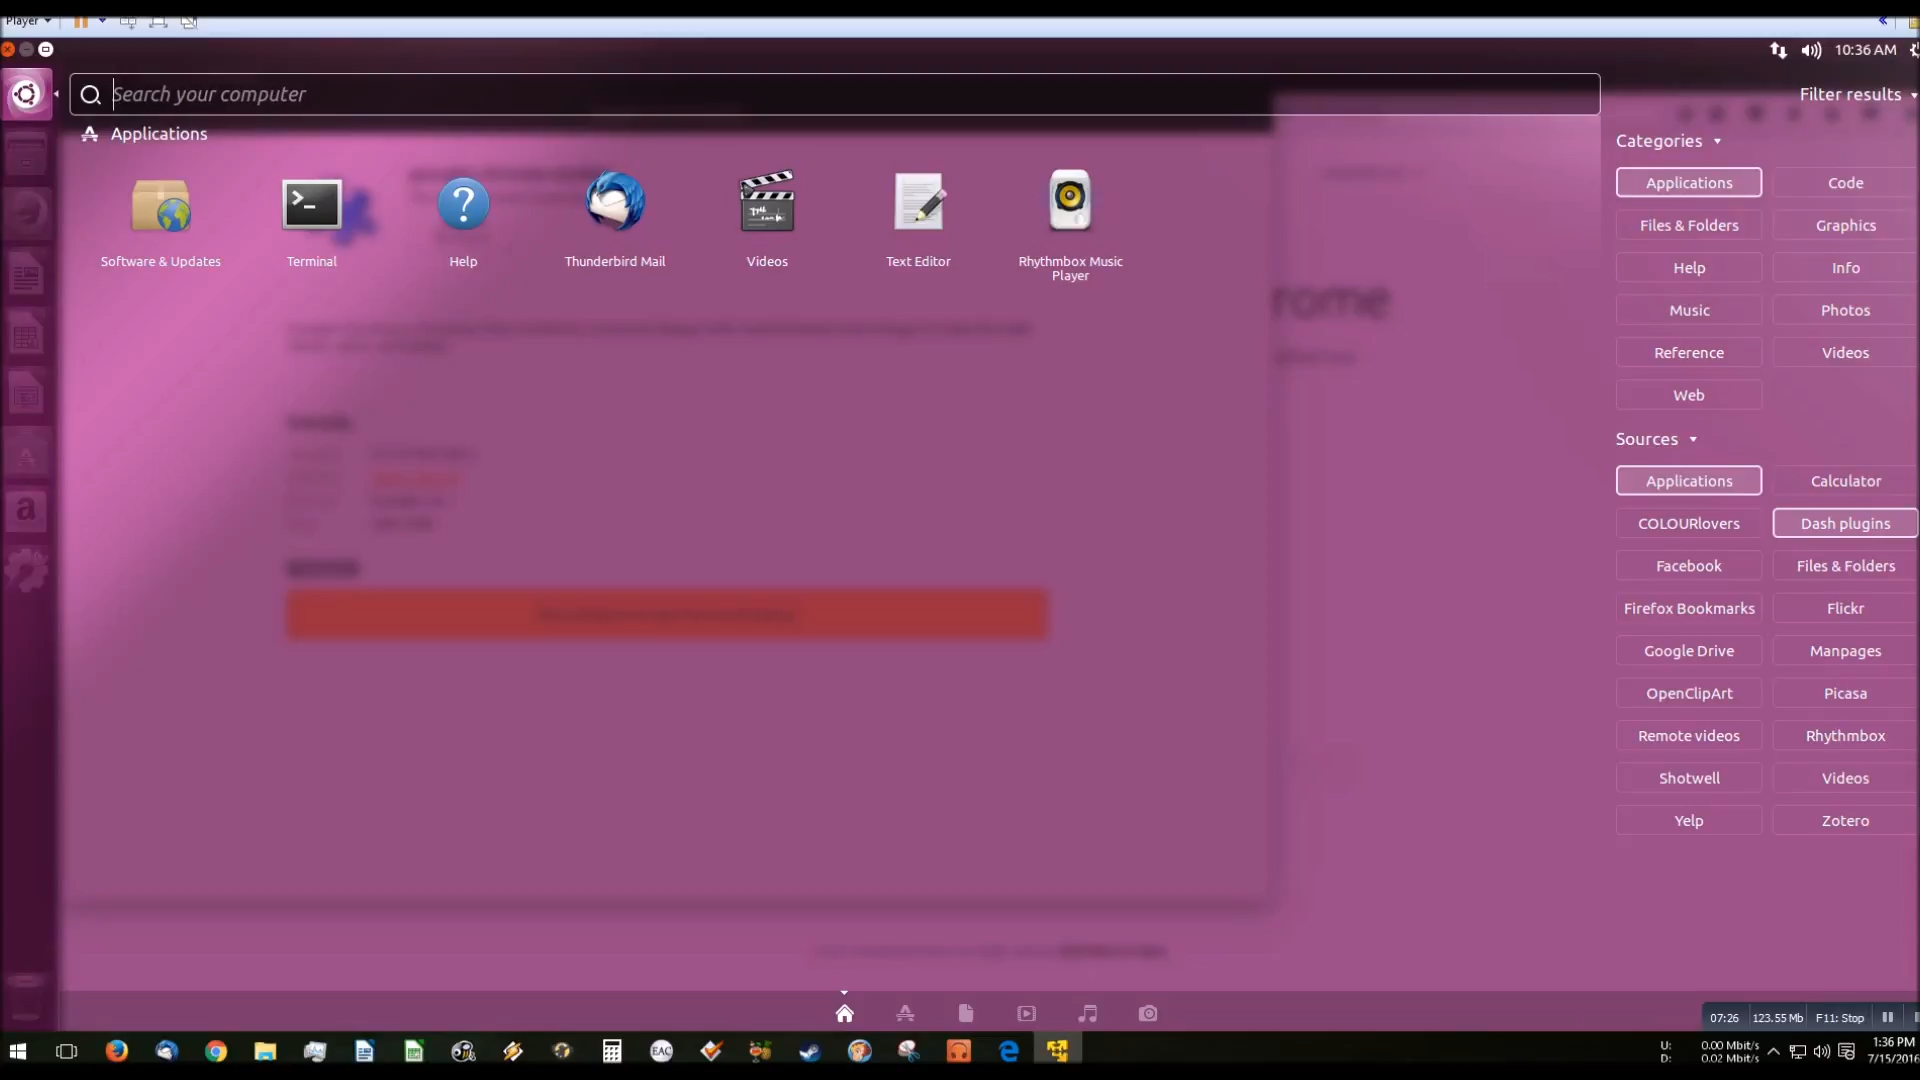 Player
10:36 AM
Search your computer
Filter results
Applications
Software & Updates
Terminal
Help
Thunderbird Mail
Videos
Text Editor
Rhythmbox Music
Player
rome
Categories
Applications
Code
Files & Folders
Graphics
Help
Info
Music
Photos
Reference
Videos
Web
Sources
Applications
Calculator
COLOURlovers
Dash plugins
Facebook
Files & Folders
Firefox Bookmarks
Flickr
Google Drive
Manpages
OpenClipArt
Picasa
Remote videos
Rhythmbox
Shotwell
Videos
Yelp
Zotero
07:26 123.55 Mb F11: Stop
a
EAC
U: 0.00 Mbit/s
D: 0.02 Mbit/s
1:36 PM
7/15/2016